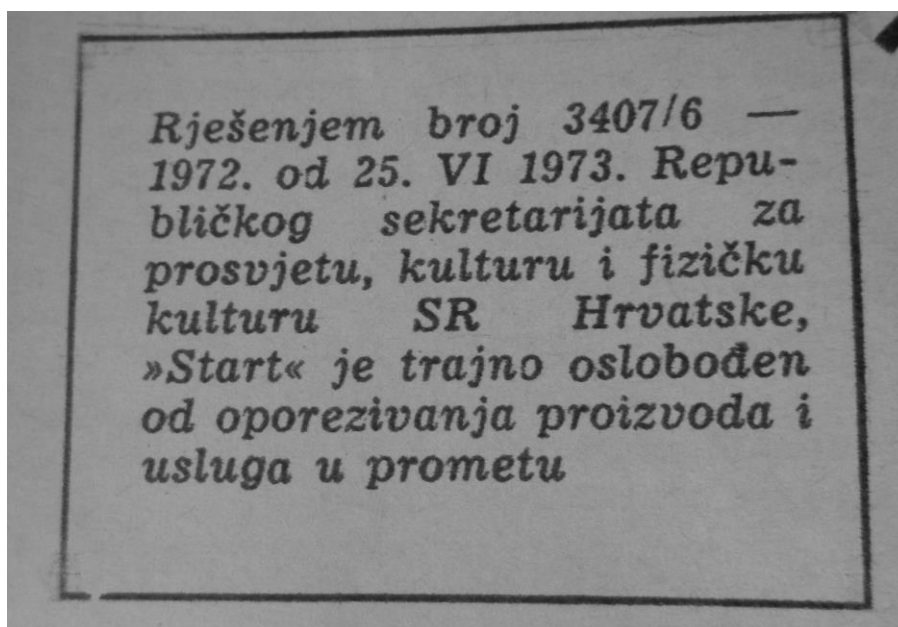 Rješenjem broj 3407/6 —
1972. od 25. VI 1973. Repu-
bličkog sekretarijata za
prosvjetu, kulturu i fizičku
kulturu SR Hrvatske,
»Start« je trajno oslobođen
od oporezivanja proizvoda i
usluga u prometu